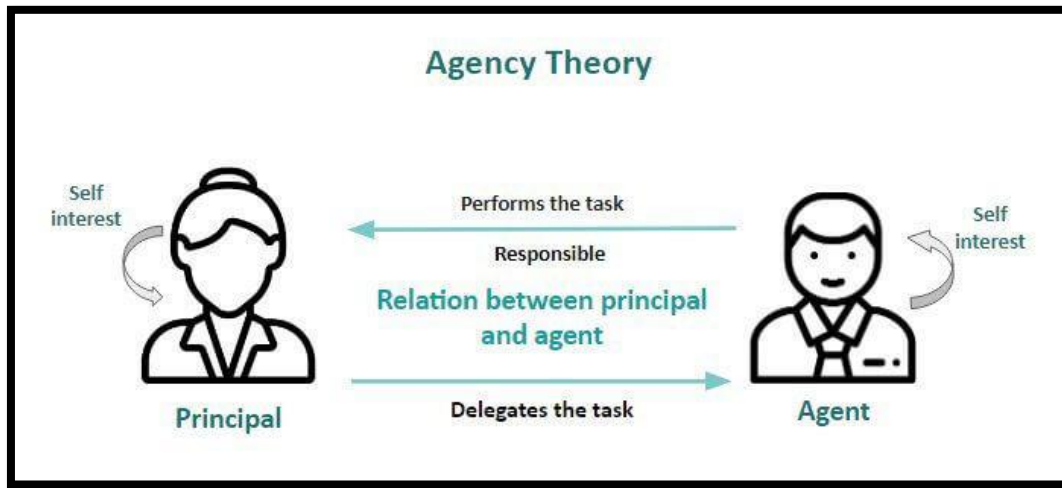 Agency Theory
Self
interest
Performs the task
Responsible
Self
interest
Relation between principal
and agent
Delegates the task
Principal
Agent